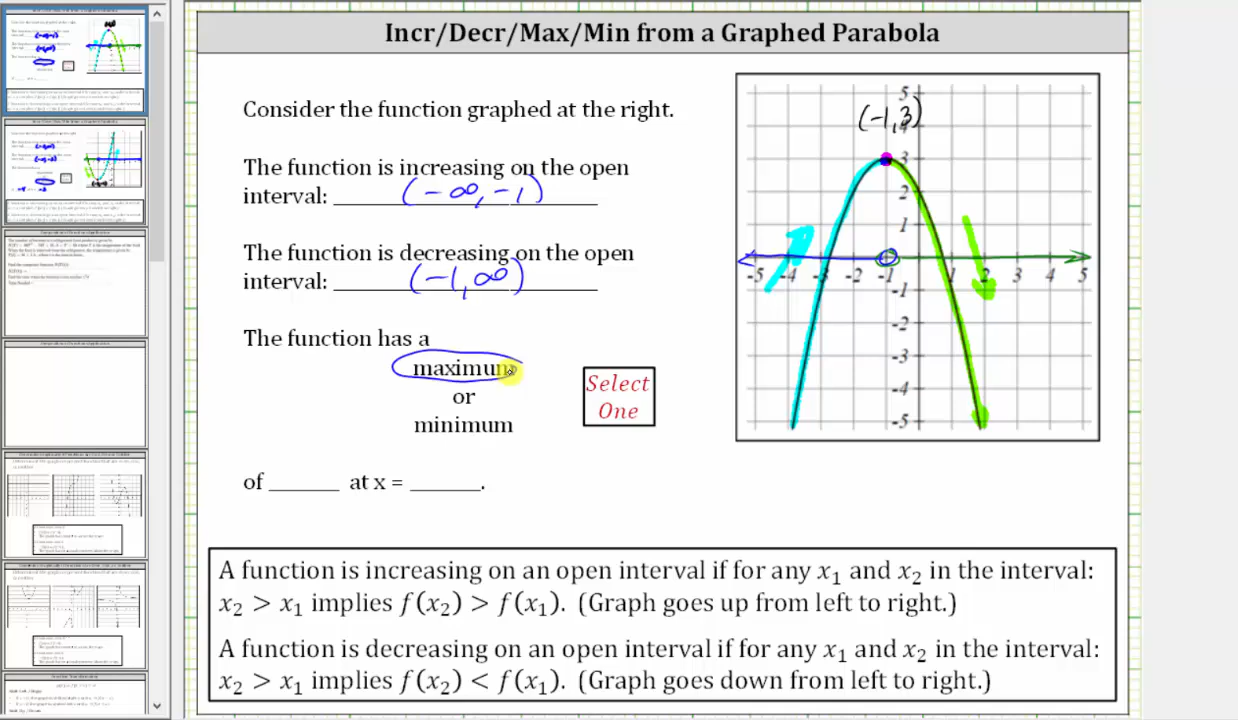 Incr/Decr/Max/Min from a Graphed Parabola
Consider the function graphed at the right.
The function is increasing on the open
interval: (-∞, -1)
The function is decreasing on the open
interval: (-1, ∞)
The function has a
maximum
or
minimum
Select
One
of ______ at x = ______.
(-1, 3)
5
4
3
2
1
-5 -4 -3 -2 -1 1 2 3 4 5
-1
-2
-3
-4
-5
A function is increasing on an open interval if for any x₁ and x₂ in the interval:
x₂ > x₁ implies f(x₂) > f(x₁). (Graph goes up from left to right.)
A function is decreasing on an open interval if for any x₁ and x₂ in the interval:
x₂ > x₁ implies f(x₂) < f(x₁). (Graph goes down from left to right.)